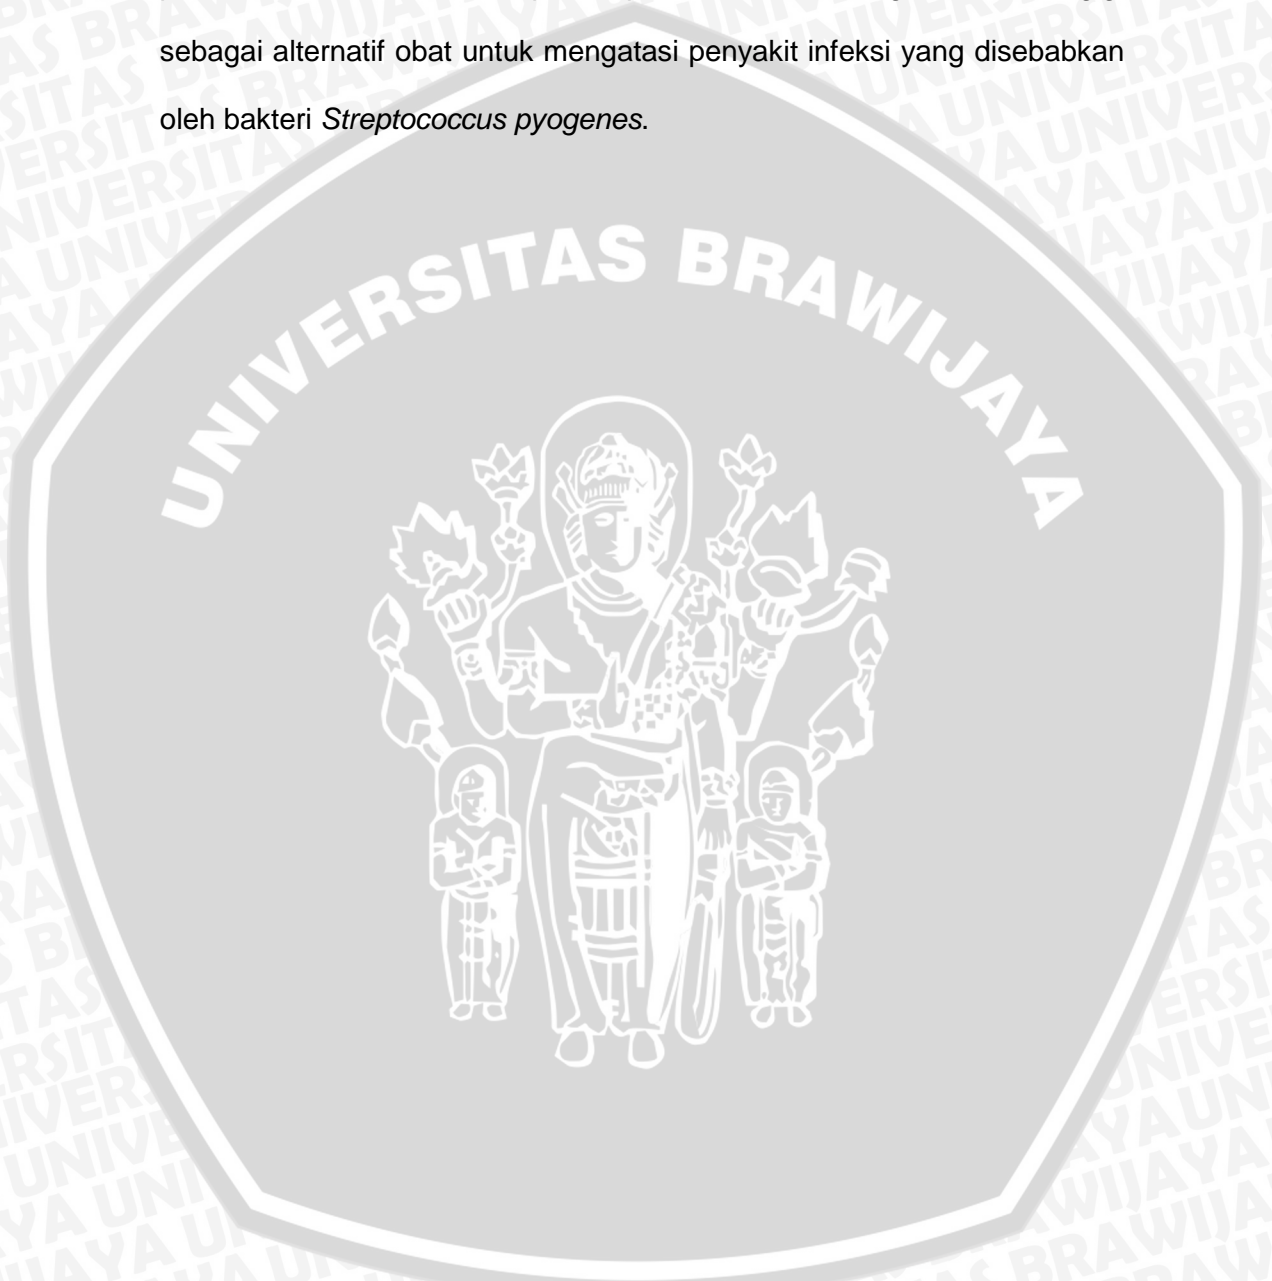 sebagai alternatif obat untuk mengatasi penyakit infeksi yang disebabkan
oleh bakteri Streptococcus pyogenes.
UNIVERSITAS BRAWIJAYA